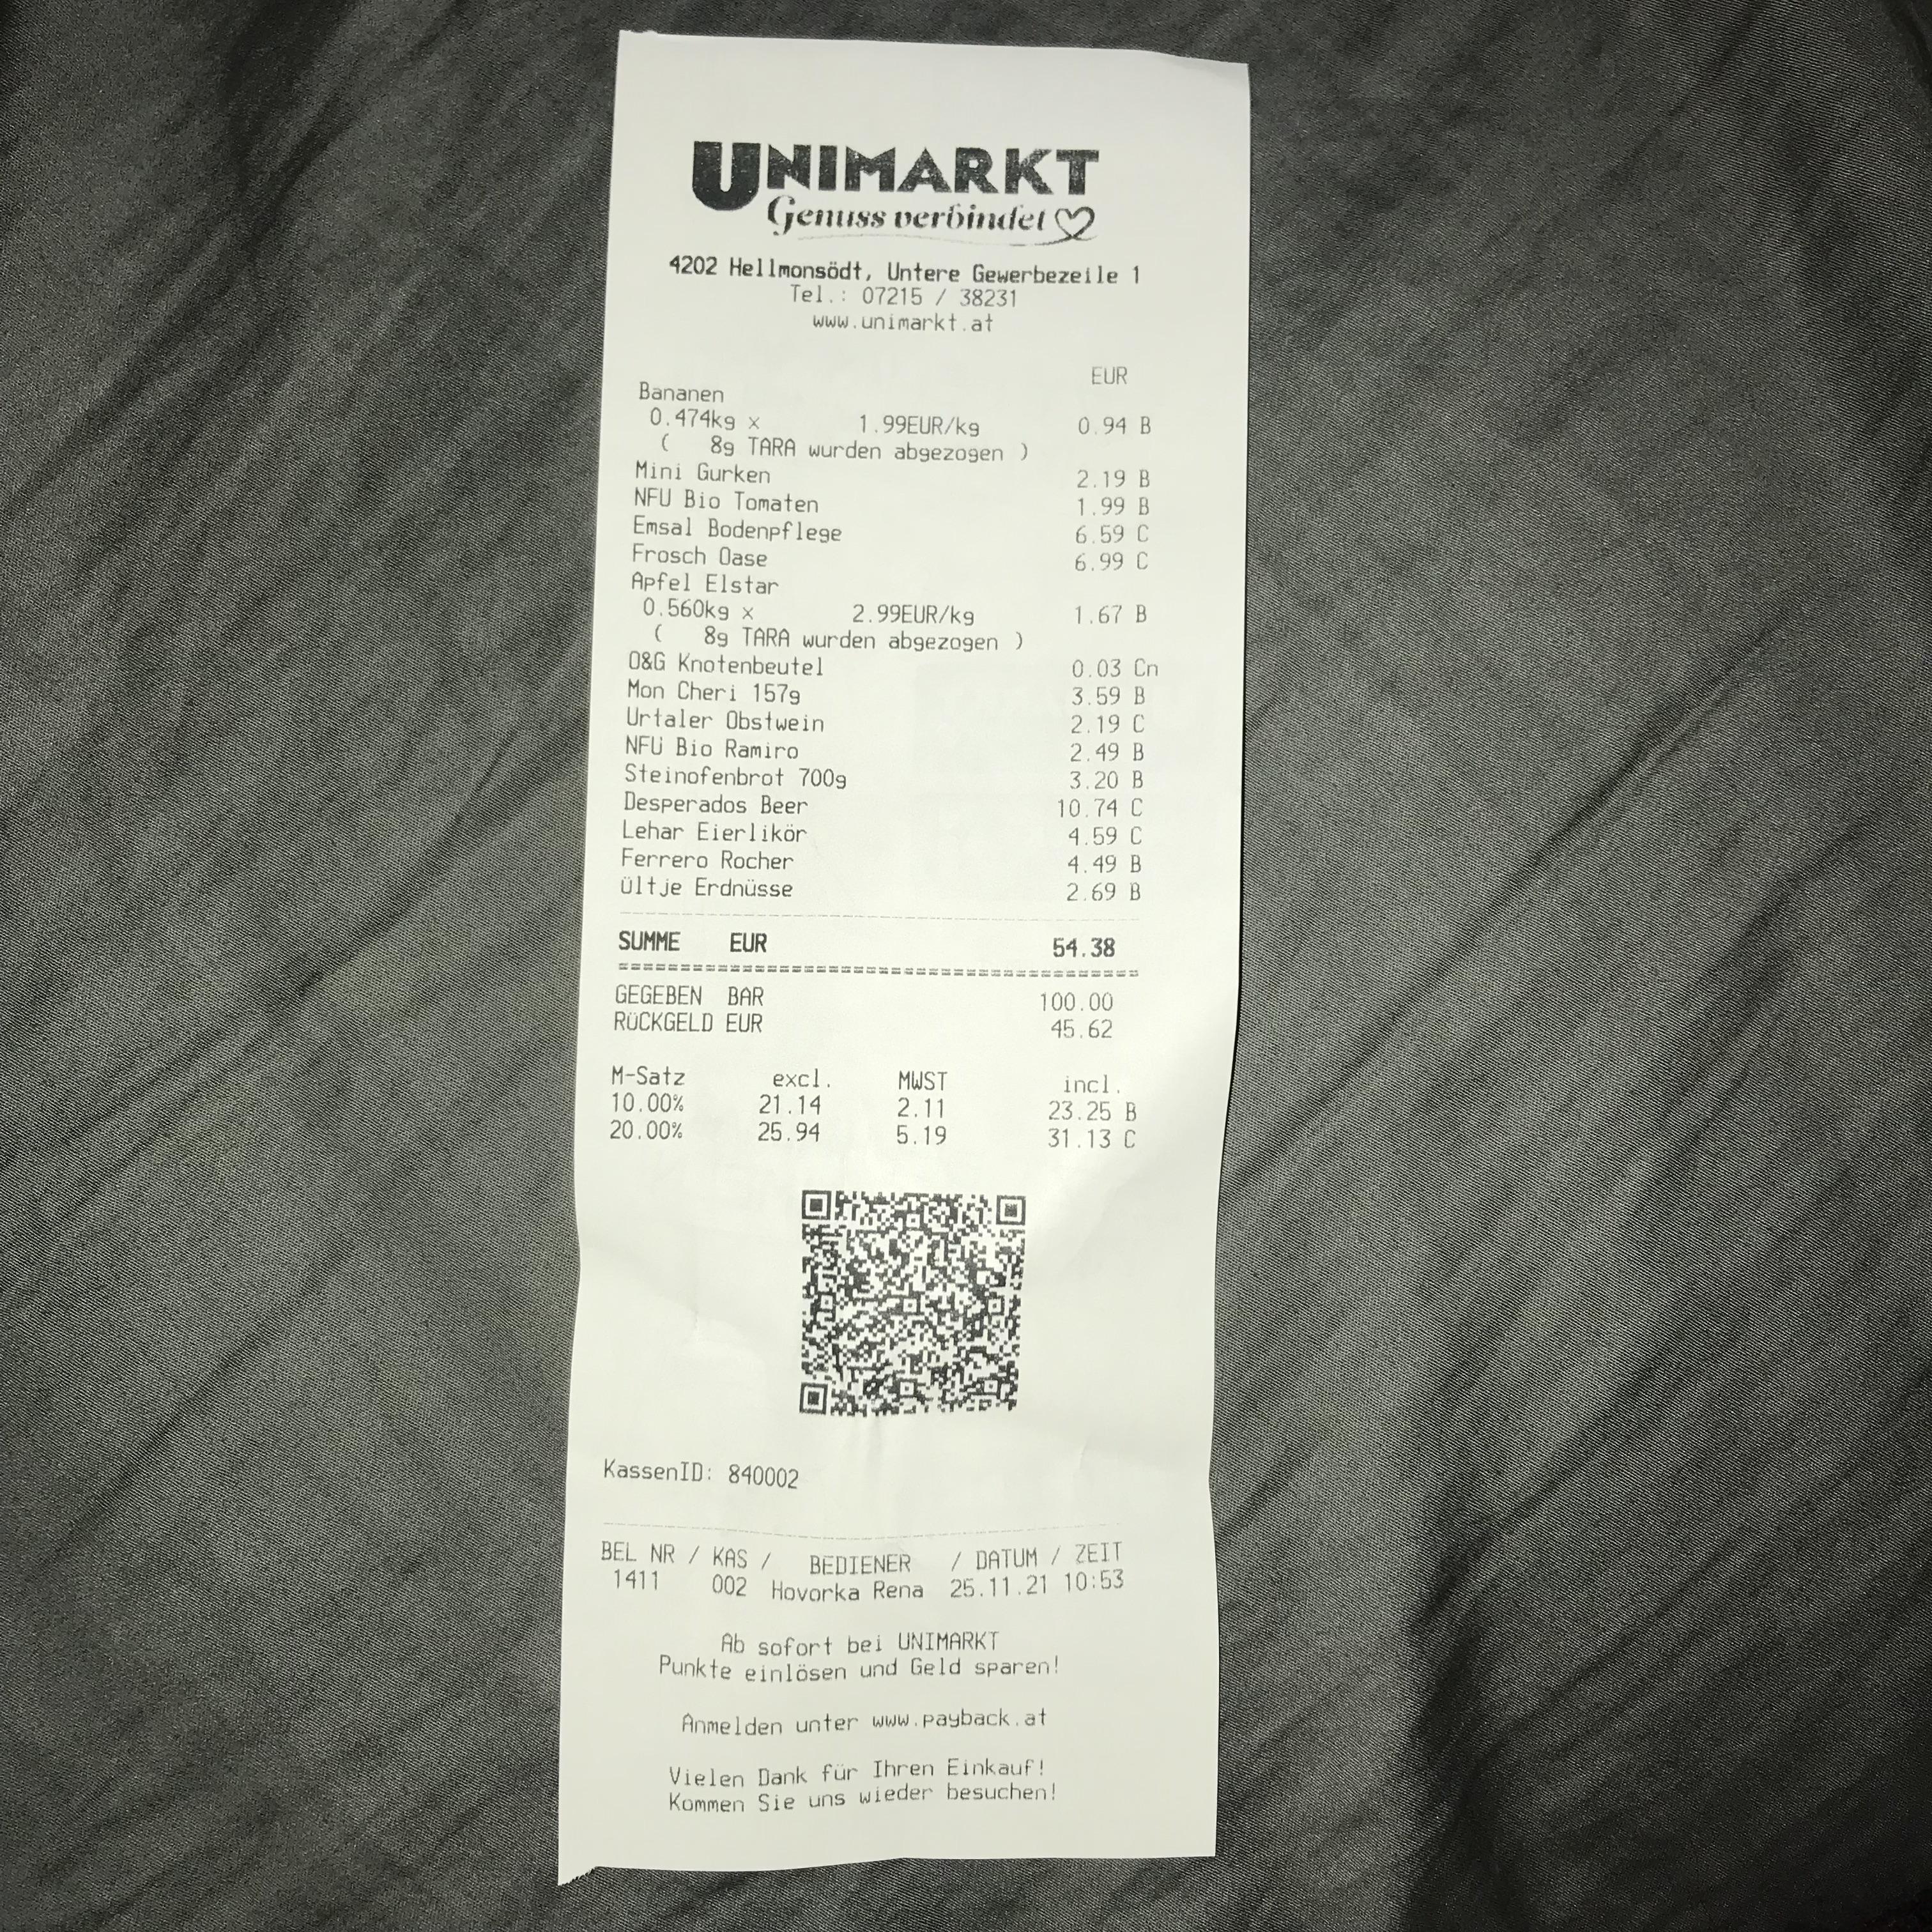 UNIMARKT
Genuss verbindet
4202 Hellmonsödt, Untere Gewerbezeile 1
Tel.: 07215 / 38231
www.unimarkt.at
EUR
Bananen
0.474kg x 1.99EUR/kg 0.94 B
( 8g TARA wurden abgezogen )
Mini Gurken 2.19 B
NFU Bio Tomaten 1.99 B
Emsal Bodenpflege 6.59 C
Frosch Oase 6.99 C
Apfel Elstar
0.560kg x 2.99EUR/kg 1.67 B
( 8g TARA wurden abgezogen )
O&G Knotenbeutel 0.03 Cn
Mon Cheri 157g 3.59 B
Urtaler Obstwein 2.19 C
NFU Bio Ramiro 2.49 B
Steinofenbrot 700g 3.20 B
Desperados Beer 10.74 C
Lehar Eierlikör 4.59 C
Ferrero Rocher 4.49 B
ültje Erdnüsse 2.69 B
SUMME EUR 54.38
GEGEBEN BAR 100.00
RÜCKGELD EUR 45.62
M-Satz excl. MWST incl.
10.00% 21.14 2.11 23.25 B
20.00% 25.94 5.19 31.13 C
KassenID: 840002
BEL NR / KAS / BEDIENER / DATUM / ZEIT
1411 002 Hovorka Rena 25.11.21 10:53
Ab sofort bei UNIMARKT
Punkte einlösen und Geld sparen!
Anmelden unter www.payback.at
Vielen Dank für Ihren Einkauf!
Kommen Sie uns wieder besuchen!